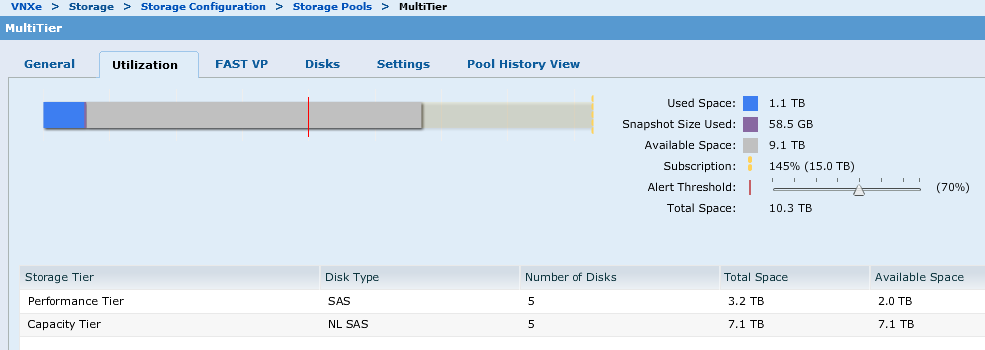 VNXe > Storage > Storage Configuration > Storage Pools > MultiTier
MultiTier
General Utilization FAST VP Disks Settings Pool History View
Used Space: 1.1 TB
Snapshot Size Used: 58.5 GB
Available Space: 9.1 TB
Subscription: 145% (15.0 TB)
Alert Threshold: (70%)
Total Space: 10.3 TB
Storage Tier Disk Type Number of Disks Total Space Available Space
Performance Tier SAS 5 3.2 TB 2.0 TB
Capacity Tier NL SAS 5 7.1 TB 7.1 TB